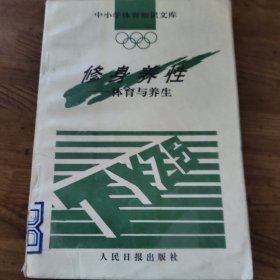 中小学体育知识文库
修身养性
——体育与养生
人民日报出版社